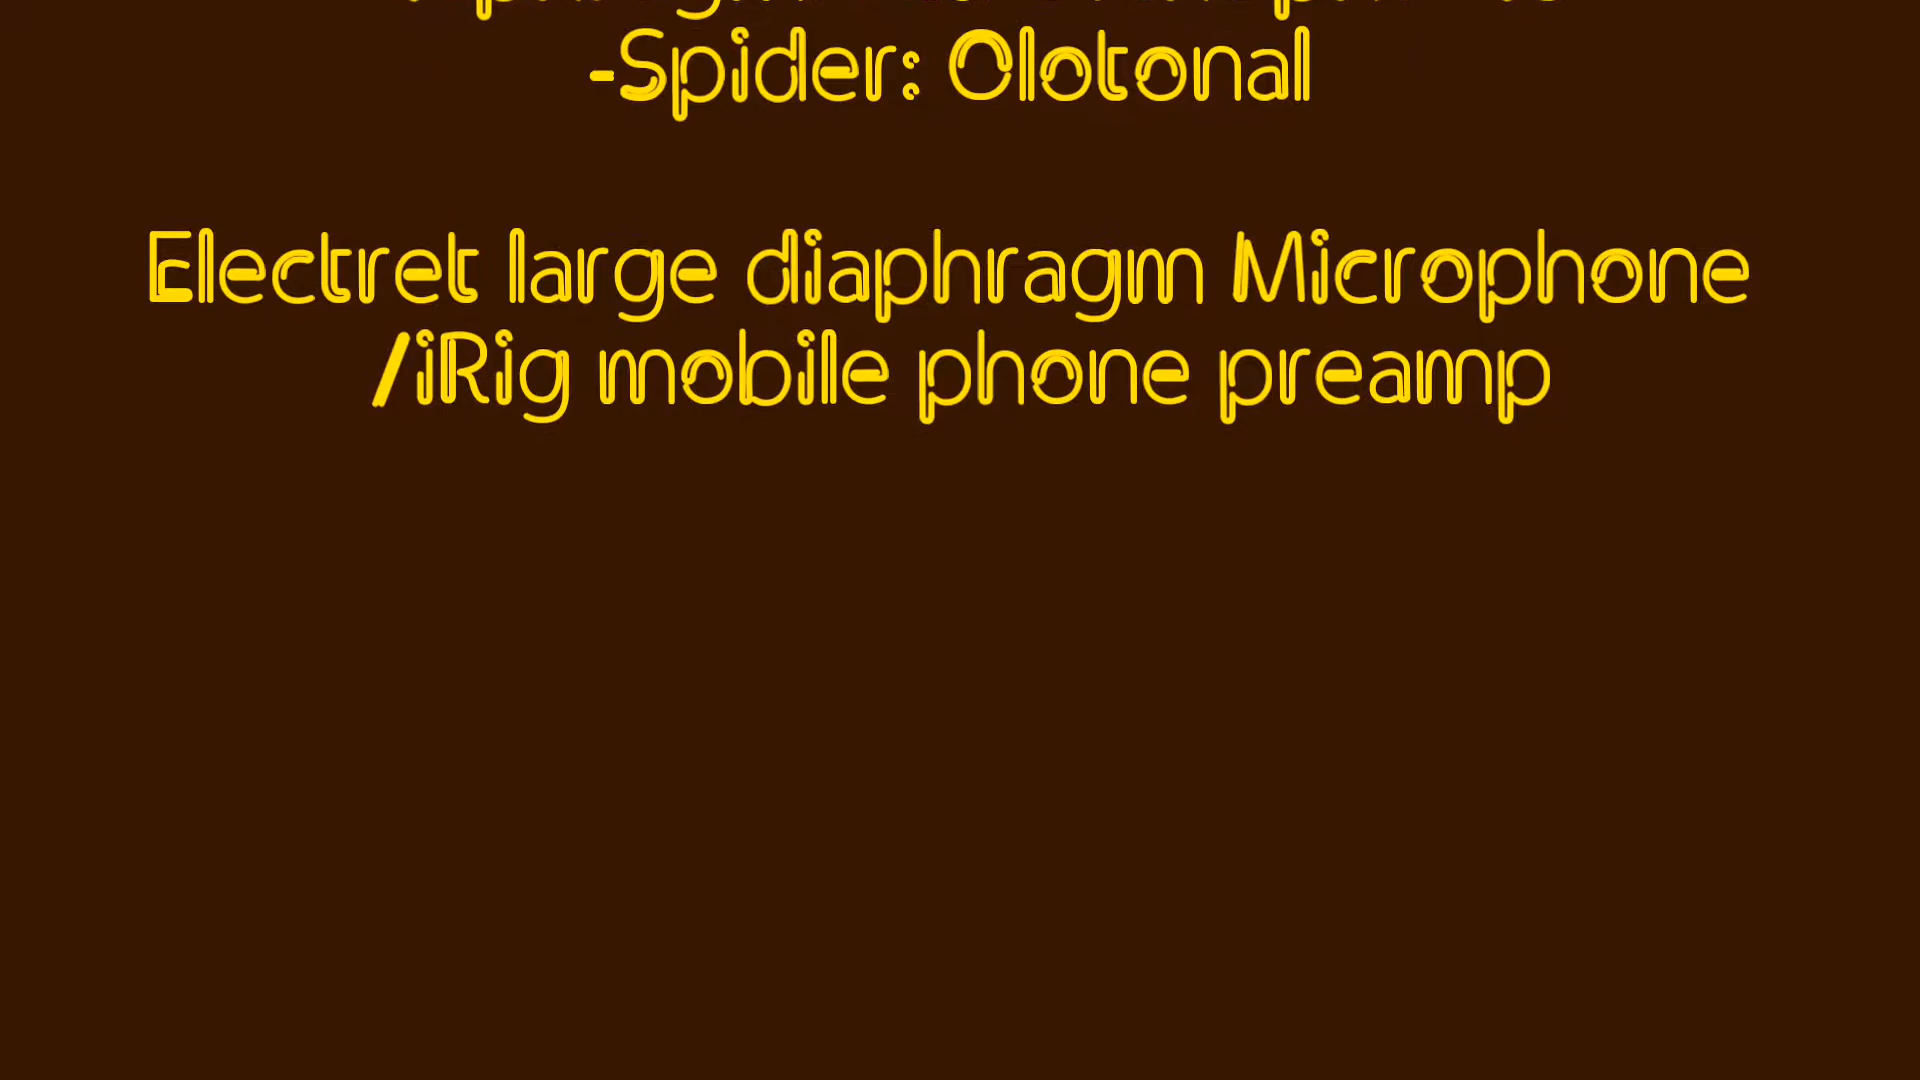 -Spider: Olotonal
Electret large diaphragm Microphone
/iRig mobile phone preamp